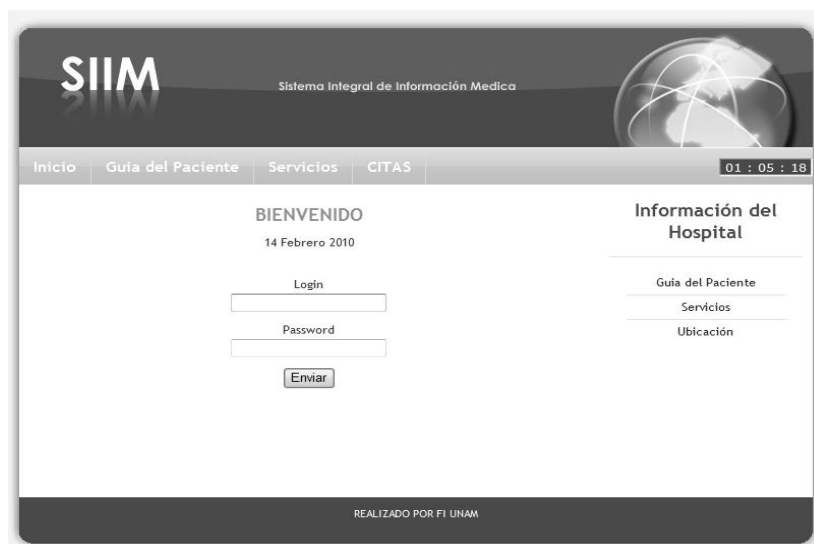 SIIM
Sistema Integral de Información Medica
Inicio Guia del Paciente Servicios CITAS
01 : 05 : 18
BIENVENIDO
14 Febrero 2010
Login
Password
Enviar
Información del
Hospital
Guia del Paciente
Servicios
Ubicación
REALIZADO POR FI UNAM